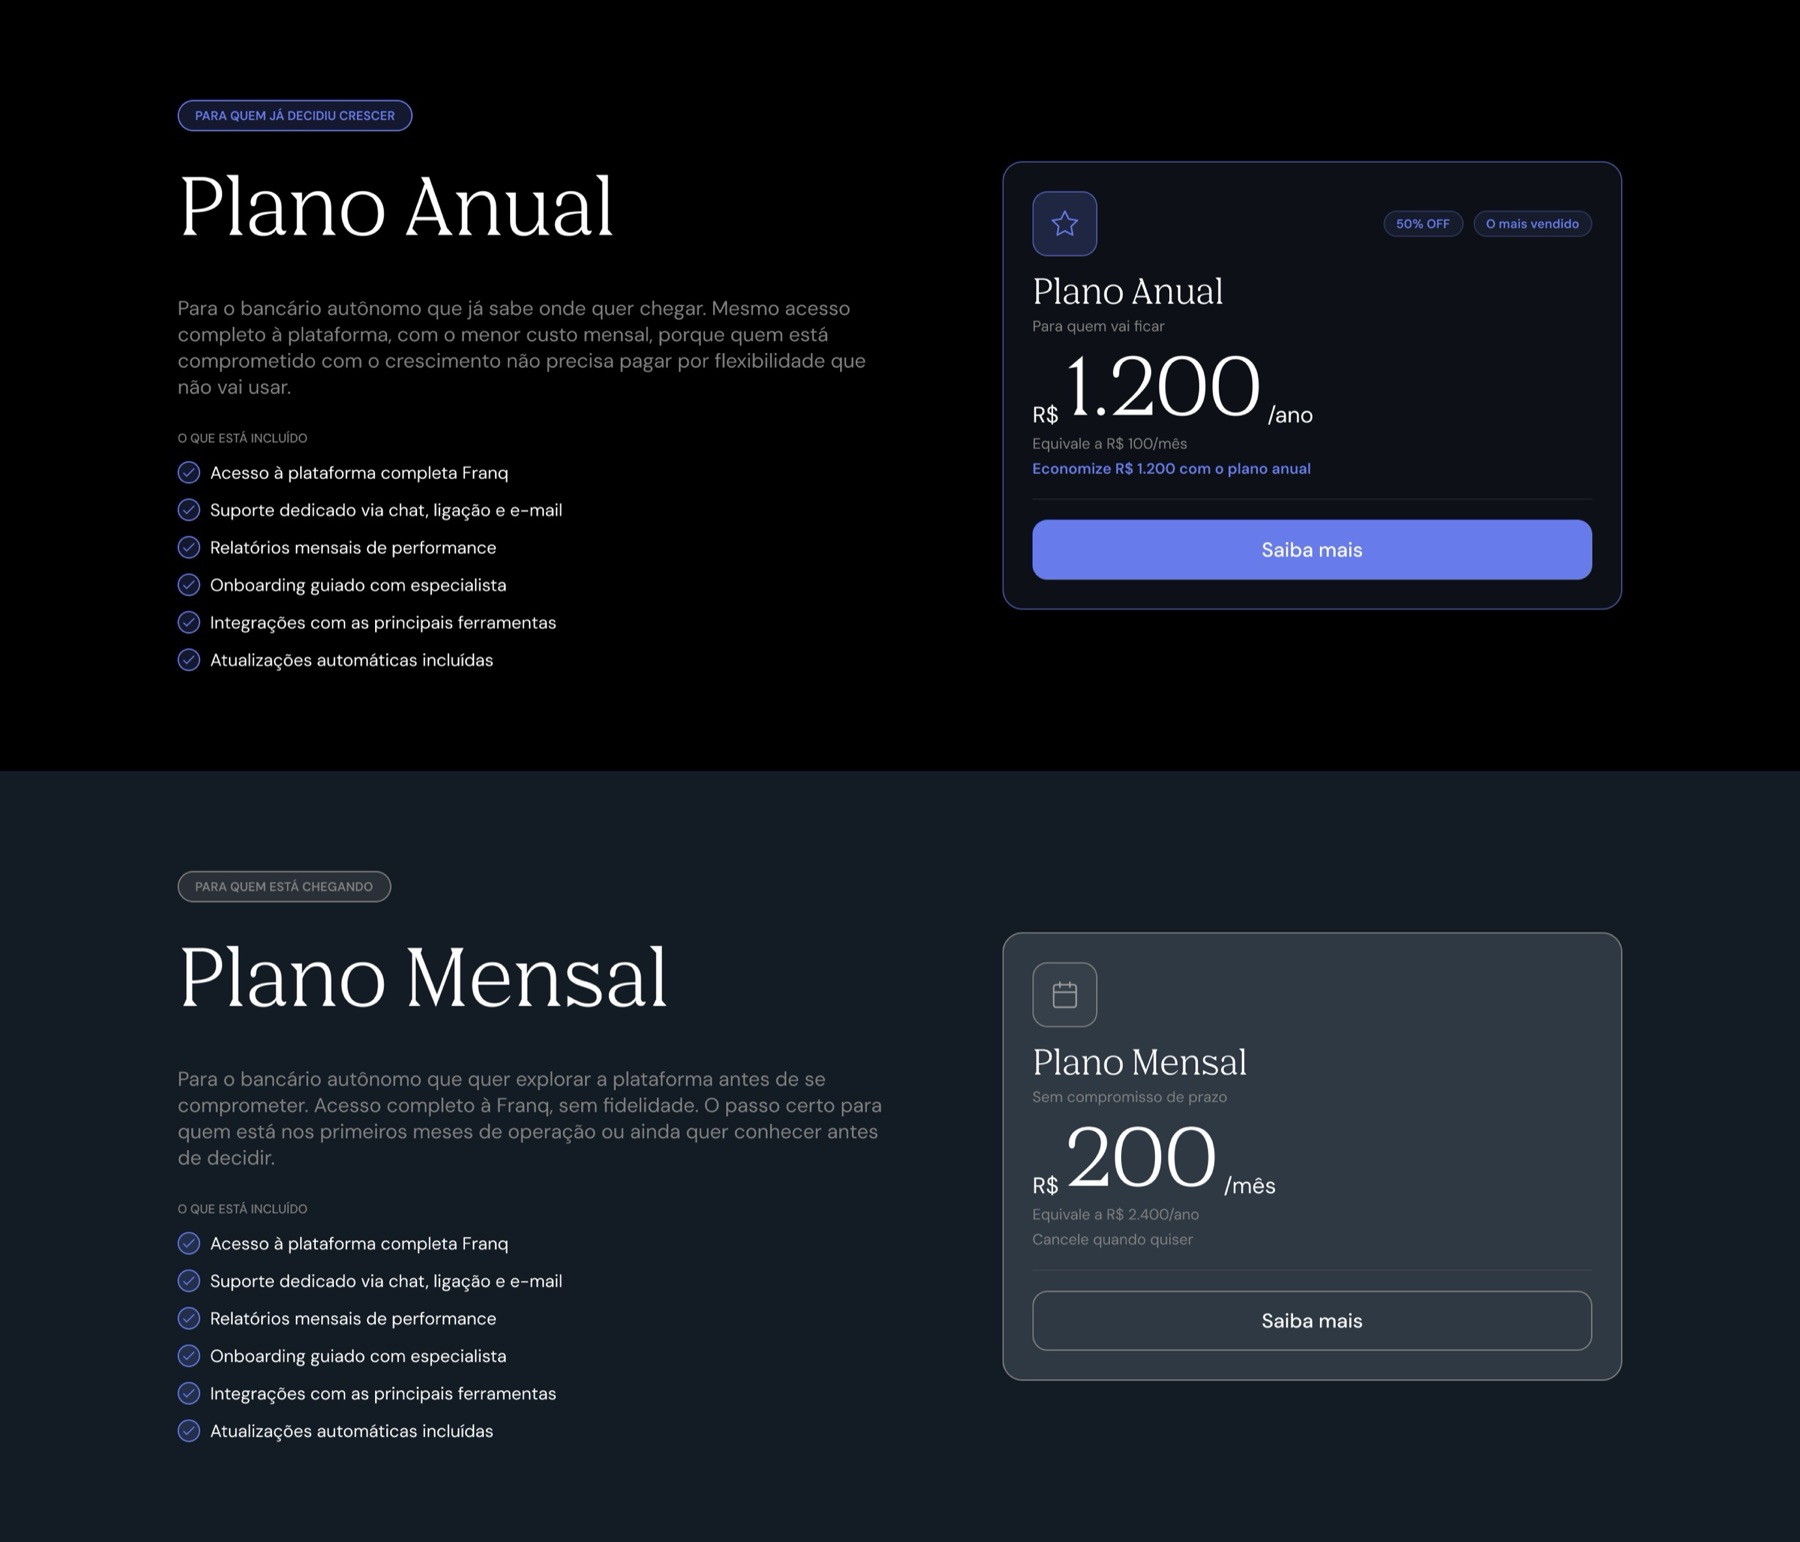 PARA QUEM JÁ DECIDIU CRESCER
Plano Anual
Para o bancário autônomo que já sabe onde quer chegar. Mesmo acesso
completo à plataforma, com o menor custo mensal, porque quem está
comprometido com o crescimento não precisa pagar por flexibilidade que
não vai usar.
O QUE ESTÁ INCLUÍDO
Acesso à plataforma completa Franq
Suporte dedicado via chat, ligação e e-mail
Relatórios mensais de performance
Onboarding guiado com especialista
Integrações com as principais ferramentas
Atualizações automáticas incluídas
50% OFF
O mais vendido
Plano Anual
Para quem vai ficar
R$ 1.200 /ano
Equivale a R$ 100/mês
Economize R$ 1.200 com o plano anual
Saiba mais
PARA QUEM ESTÁ CHEGANDO
Plano Mensal
Para o bancário autônomo que quer explorar a plataforma antes de se
comprometer. Acesso completo à Franq, sem fidelidade. O passo certo para
quem está nos primeiros meses de operação ou ainda quer conhecer antes
de decidir.
O QUE ESTÁ INCLUÍDO
Acesso à plataforma completa Franq
Suporte dedicado via chat, ligação e e-mail
Relatórios mensais de performance
Onboarding guiado com especialista
Integrações com as principais ferramentas
Atualizações automáticas incluídas
Plano Mensal
Sem compromisso de prazo
R$ 200 /mês
Equivale a R$ 2.400/ano
Cancele quando quiser
Saiba mais